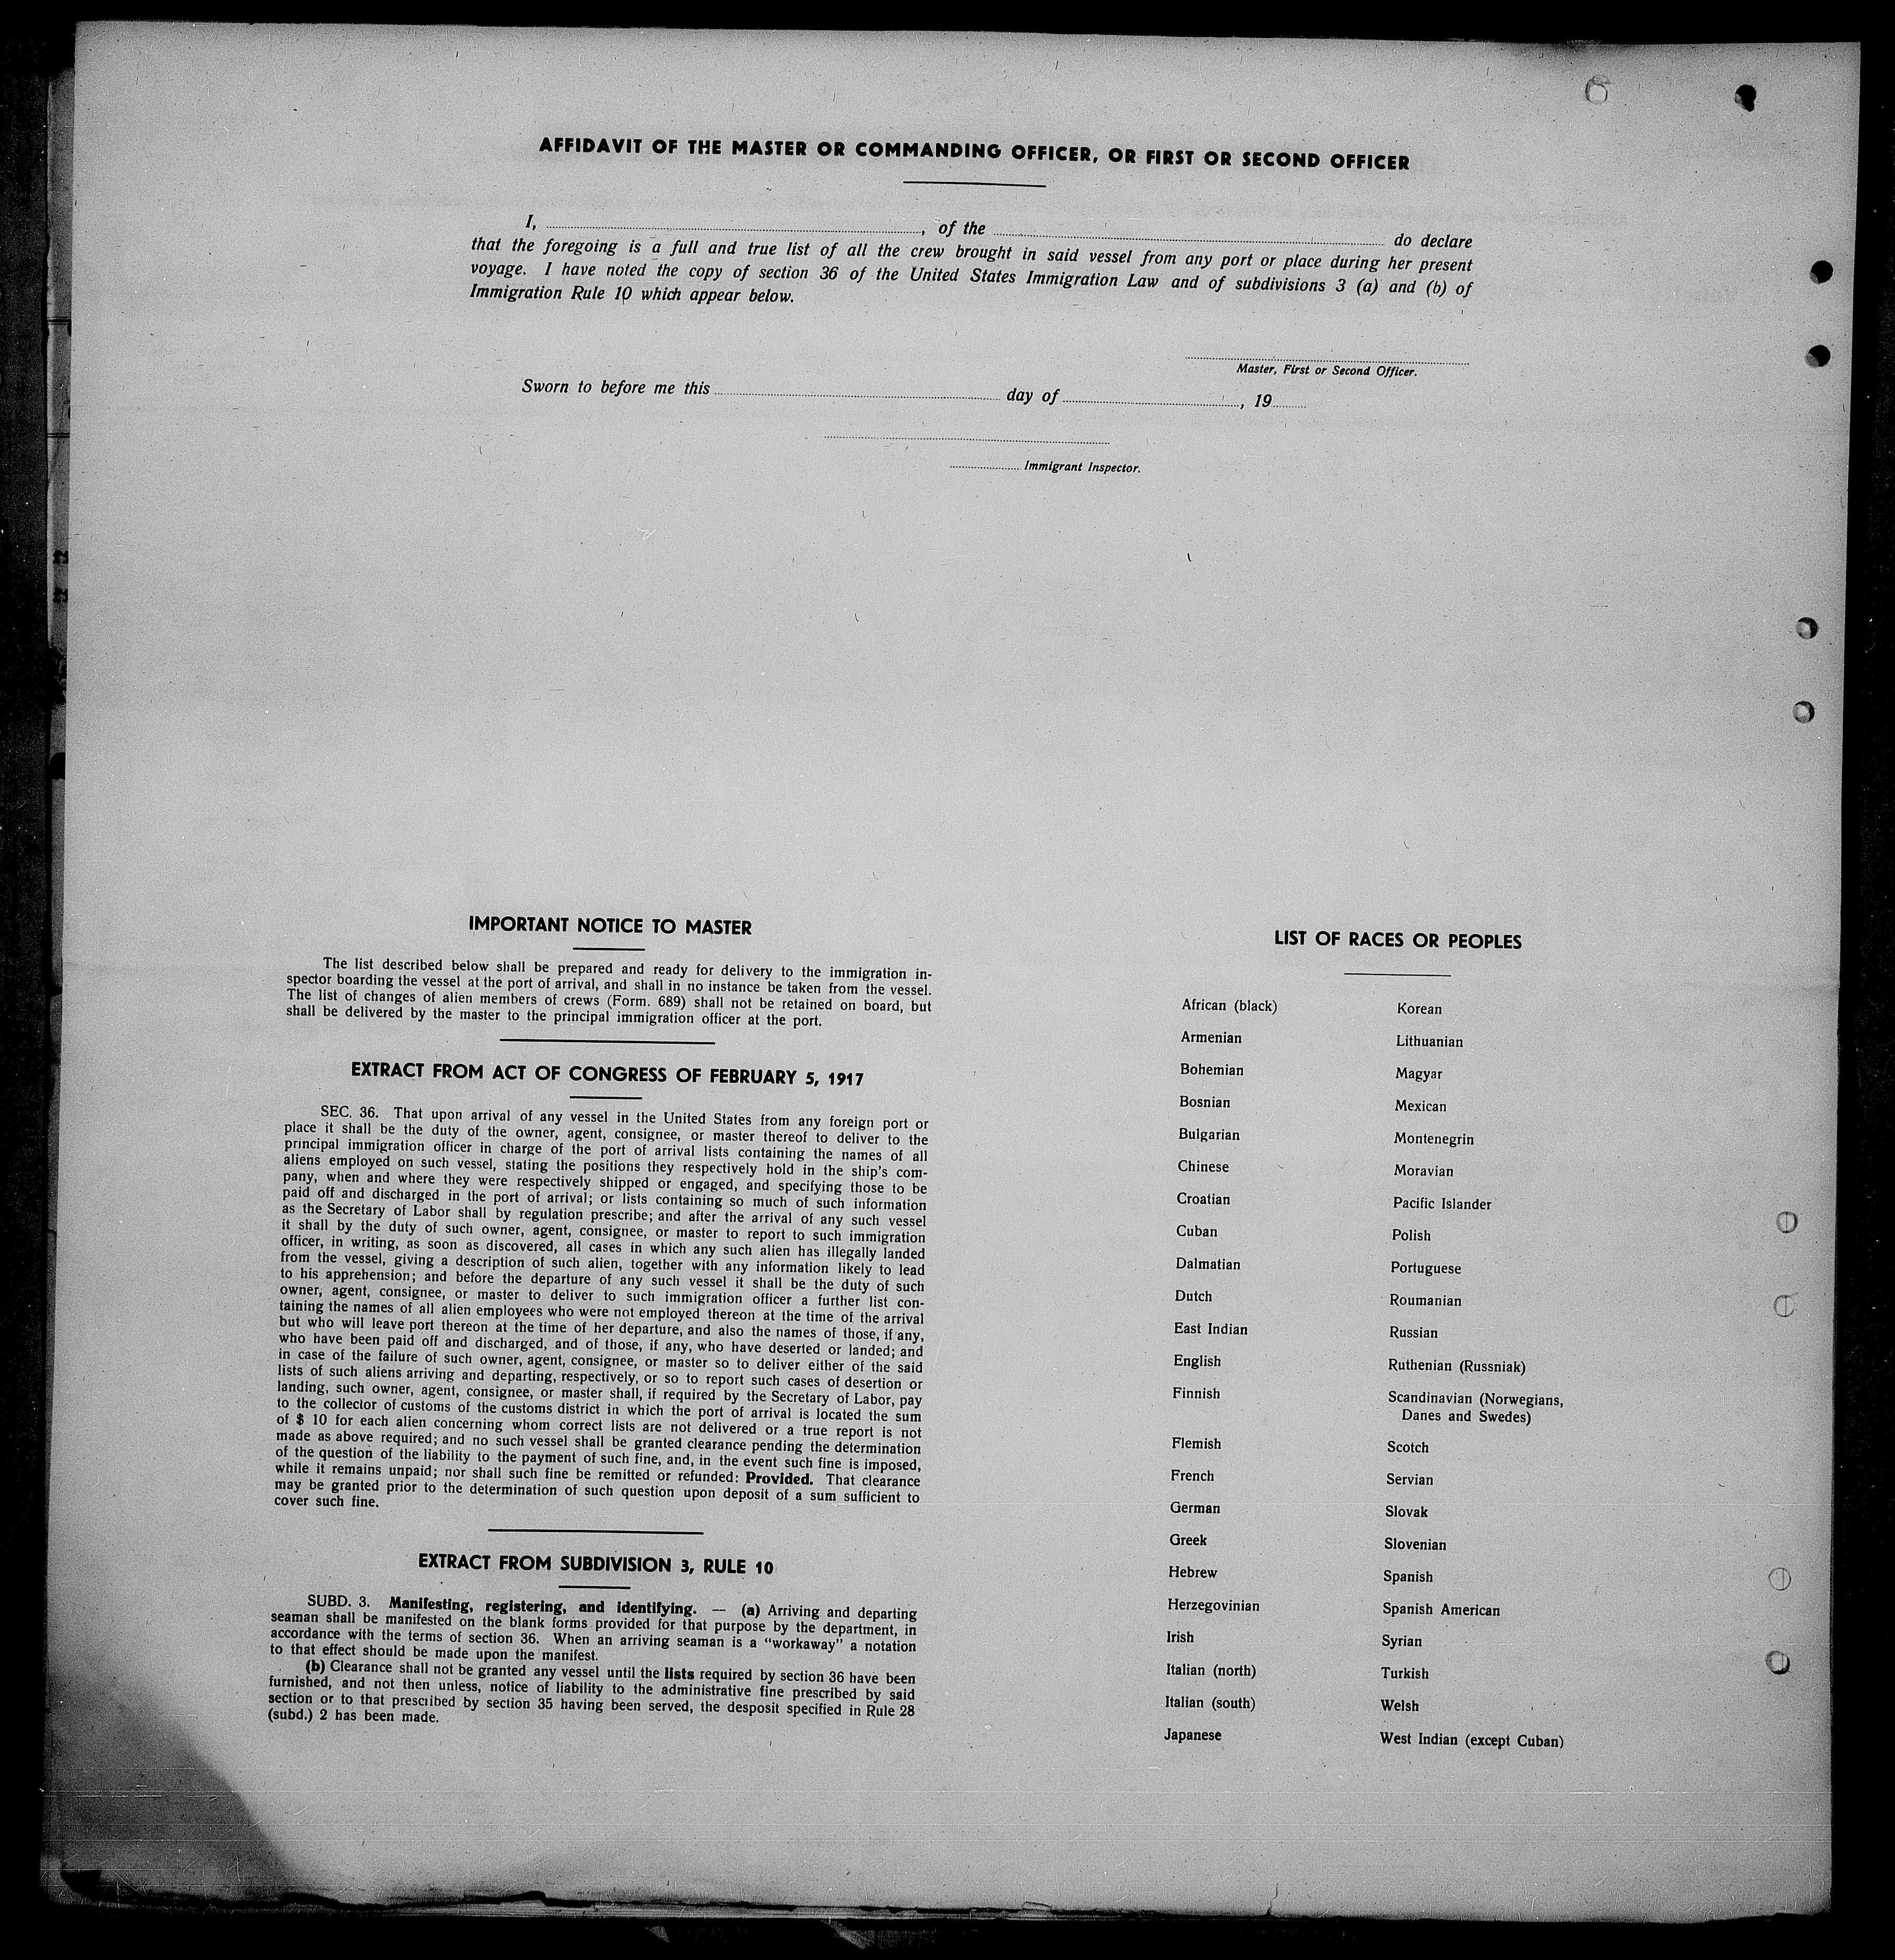 AFFIDAVIT OF THE MASTER OR COMMANDING OFFICER, OR FIRST OR SECOND OFFICER
I, ........, of the ........ do declare
that the foregoing is a full and true list of all the crew brought in said vessel from any port or place during her present
voyage. I have noted the copy of section 36 of the United States Immigration Law and of subdivisions 3 (a) and (b) of
Immigration Rule 10 which appear below.
Master, First or Second Officer.
Sworn to before me this ........ day of ........, 19....
........ Immigrant Inspector.
IMPORTANT NOTICE TO MASTER
The list described below shall be prepared and ready for delivery to the immigration in-
spector boarding the vessel at the port of arrival, and shall in no instance be taken from the vessel.
The list of changes of alien members of crews (Form. 689) shall not be retained on board, but
shall be delivered by the master to the principal immigration officer at the port.
EXTRACT FROM ACT OF CONGRESS OF FEBRUARY 5, 1917
SEC. 36. That upon arrival of any vessel in the United States from any foreign port or
place it shall be the duty of the owner, agent, consignee, or master thereof to deliver to the
principal immigration officer in charge of the port of arrival lists containing the names of all
aliens employed on such vessel, stating the positions they respectively hold in the ship's com-
pany, when and where they were respectively shipped or engaged, and specifying those to be
paid off and discharged in the port of arrival; or lists containing so much of such information
as the Secretary of Labor shall by regulation prescribe; and after the arrival of any such vessel
it shall by the duty of such owner, agent, consignee, or master to report to such immigration
officer, in writing, as soon as discovered, all cases in which any such alien has illegally landed
from the vessel, giving a description of such alien, together with any information likely to lead
to his apprehension; and before the departure of any such vessel it shall be the duty of such
owner, agent, consignee, or master to deliver to such immigration officer a further list con-
taining the names of all alien employees who were not employed thereon at the time of the arrival
but who will leave port thereon at the time of her departure, and also the names of those, if any,
who have been paid off and discharged, and of those, if any, who have deserted or landed; and
in case of the failure of such owner, agent, consignee, or master so to deliver either of the said
lists of such aliens arriving and departing, respectively, or so to report such cases of desertion or
landing, such owner, agent, consignee, or master shall, if required by the Secretary of Labor, pay
to the collector of customs of the customs district in which the port of arrival is located the sum
of $ 10 for each alien concerning whom correct lists are not delivered or a true report is not
made as above required; and no such vessel shall be granted clearance pending the determination
of the question of the liability to the payment of such fine, and, in the event such fine is imposed,
while it remains unpaid; nor shall such fine be remitted or refunded: Provided. That clearance
may be granted prior to the determination of such question upon deposit of a sum sufficient to
cover such fine.
EXTRACT FROM SUBDIVISION 3, RULE 10
SUBD. 3. Manifesting, registering, and identifying. — (a) Arriving and departing
seaman shall be manifested on the blank forms provided for that purpose by the department, in
accordance with the terms of section 36. When an arriving seaman is a "workaway" a notation
to that effect should be made upon the manifest.
(b) Clearance shall not be granted any vessel until the lists required by section 36 have been
furnished, and not then unless, notice of liability to the administrative fine prescribed by said
section or to that prescribed by section 35 having been served, the desposit specified in Rule 28
(subd.) 2 has been made.
LIST OF RACES OR PEOPLES
African (black)
Armenian
Bohemian
Bosnian
Bulgarian
Chinese
Croatian
Cuban
Dalmatian
Dutch
East Indian
English
Finnish
Flemish
French
German
Greek
Hebrew
Herzegovinian
Irish
Italian (north)
Italian (south)
Japanese
Korean
Lithuanian
Magyar
Mexican
Montenegrin
Moravian
Pacific Islander
Polish
Portuguese
Roumanian
Russian
Ruthenian (Russniak)
Scandinavian (Norwegians,
Danes and Swedes)
Scotch
Servian
Slovak
Slovenian
Spanish
Spanish American
Syrian
Turkish
Welsh
West Indian (except Cuban)